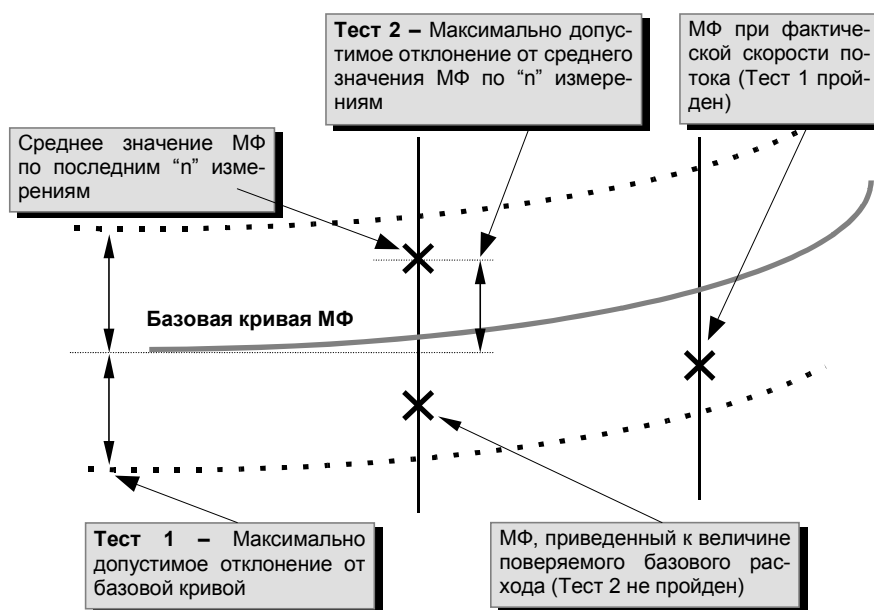 Тест 2 – Максимально допус-
тимое отклонение от среднего
значения МФ по “n” измере-
ниям
МФ при фактиче-
ской скорости по-
тока (Тест 1 прой-
ден)
Среднее значение МФ
по последним “n” изме-
рениям
Базовая кривая МФ
Тест 1 – Максимально
допустимое отклонение от
базовой кривой
МФ, приведенный к величине
поверяемого базового рас-
хода (Тест 2 не пройден)